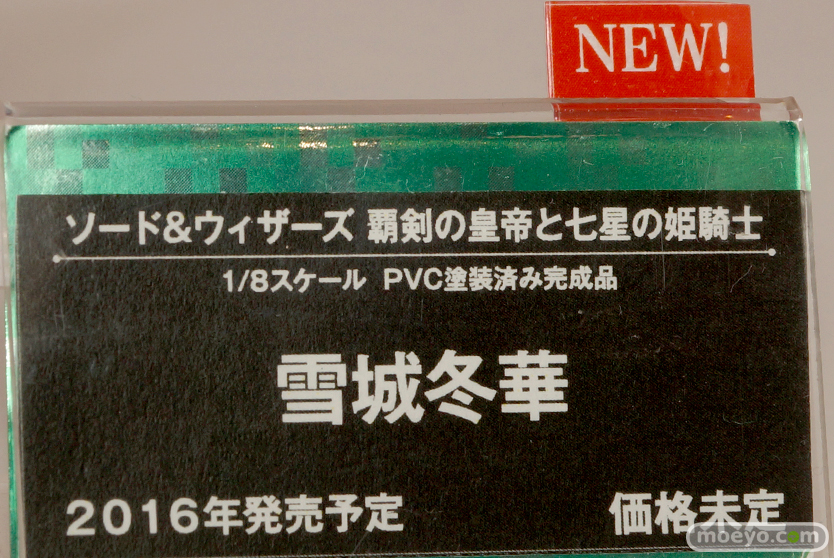 NEW!
ソード&ウィザーズ 覇剣の皇帝と七星の姫騎士
1/8スケール PVC塗装済み完成品
雪城冬華
2016年発売予定
価格未定
moeyo.com